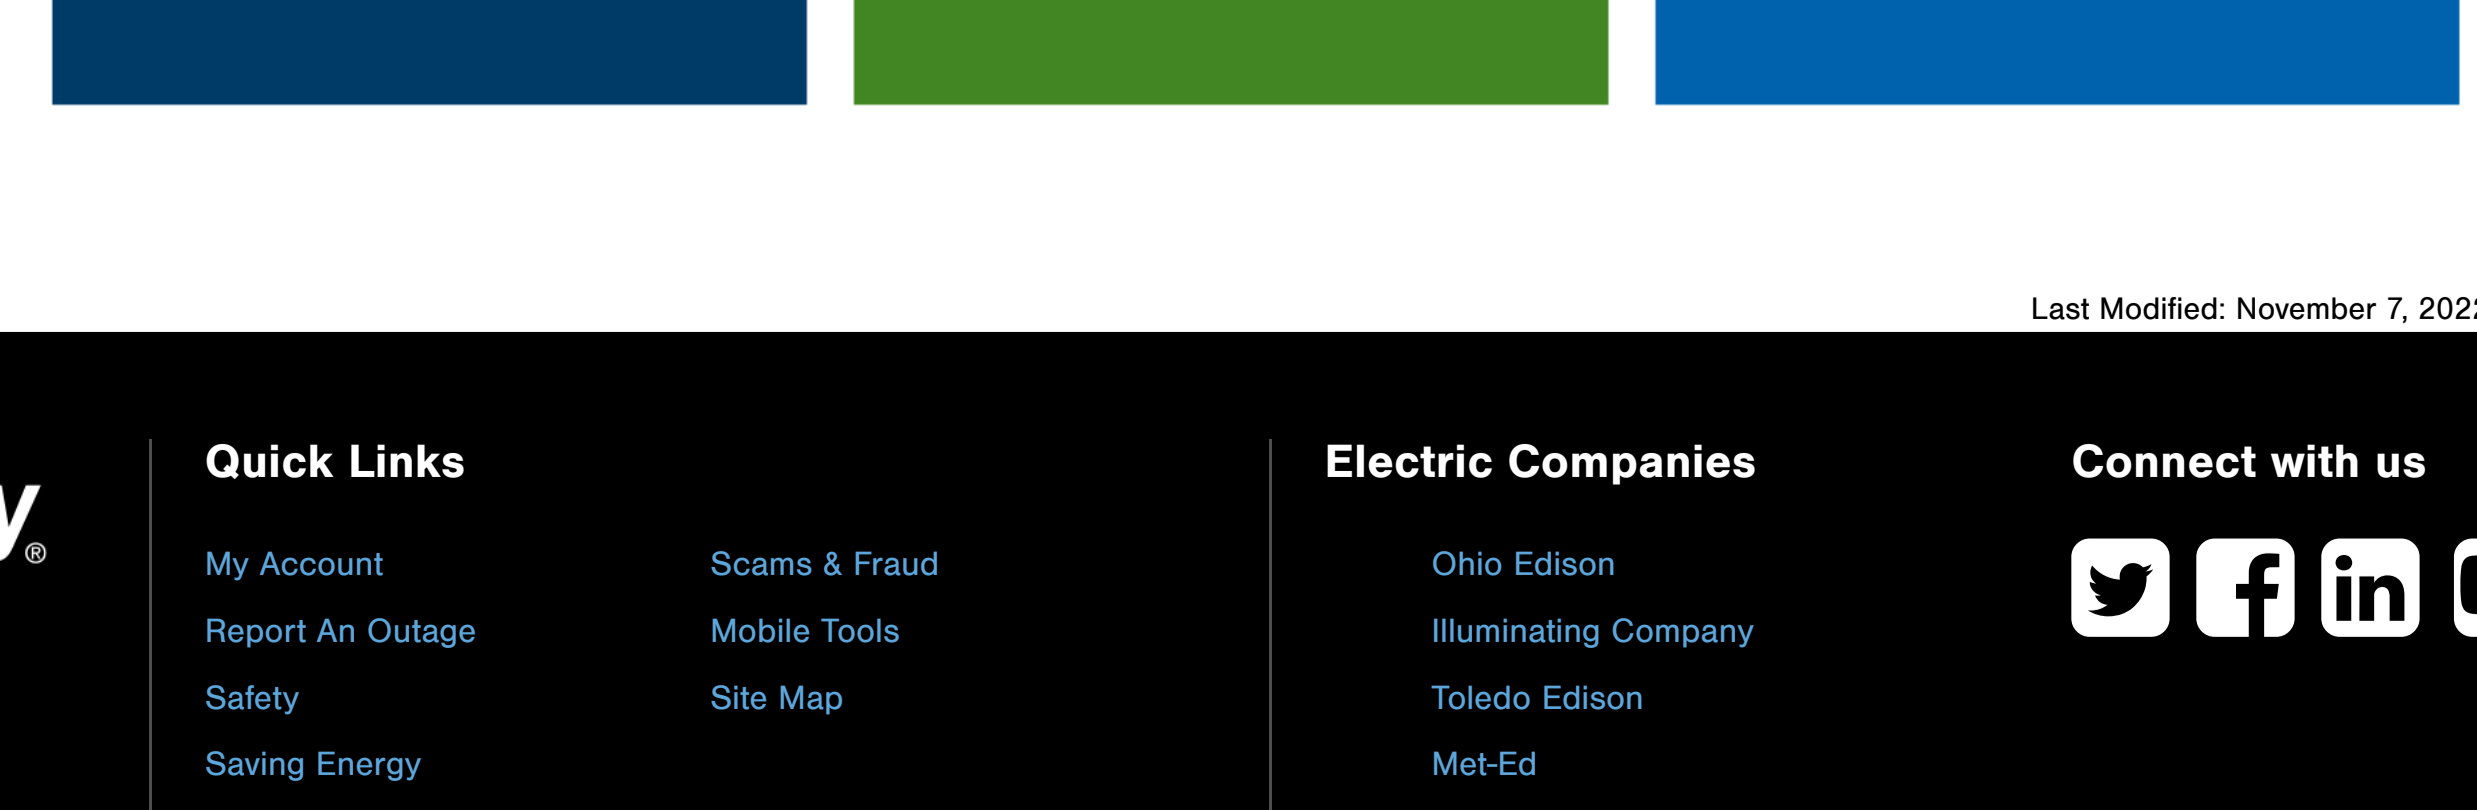 Last Modified: November 7, 2022
Quick Links
My Account
Report An Outage
Safety
Saving Energy
Scams & Fraud
Mobile Tools
Site Map
Electric Companies
Ohio Edison
Illuminating Company
Toledo Edison
Met-Ed
Connect with us
y®